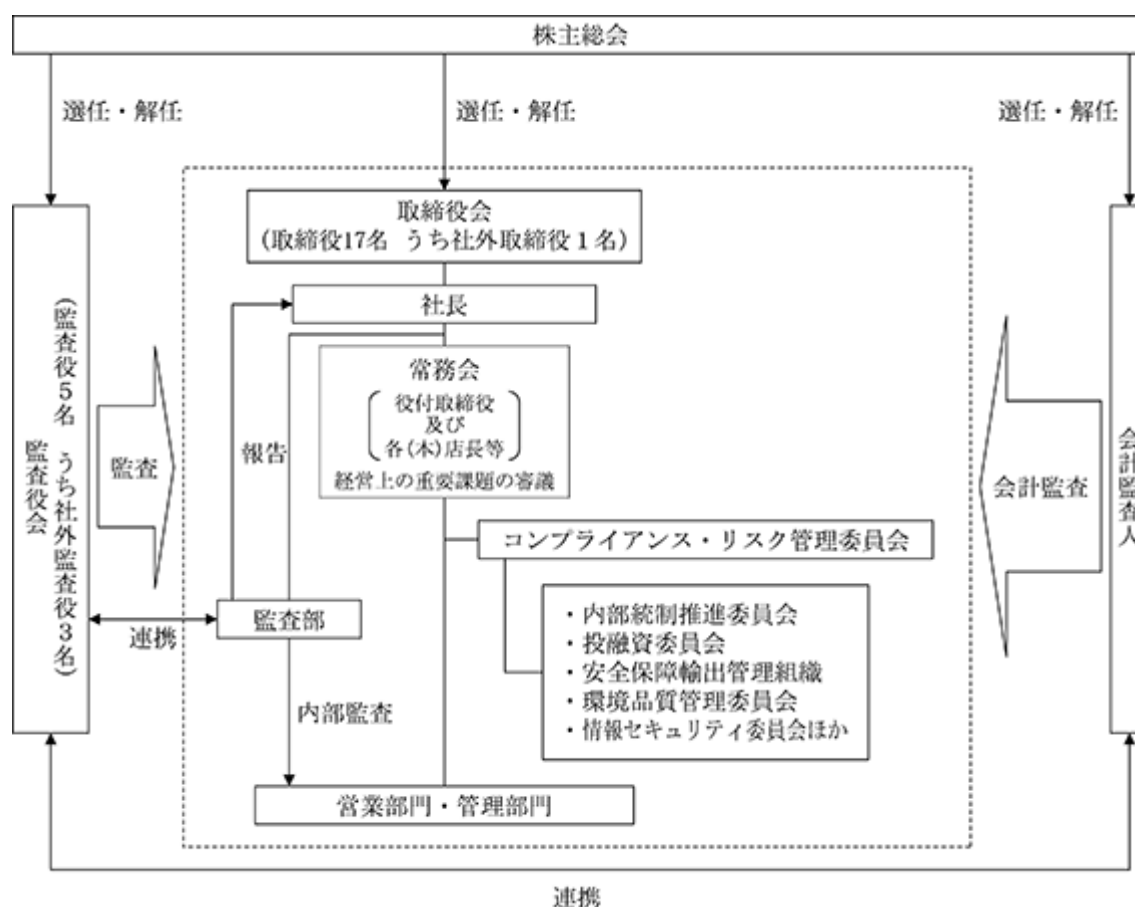 株主総会
選任・解任
選任・解任
選任・解任
取締役会
(取締役17名 うち社外取締役1名)
社長
常務会
役付取締役
及び
各(本)店長等
経営上の重要課題の審議
報告
監査役会
(監査役5名 うち社外監査役3名)
監査
会計監査
会計監査人
コンプライアンス・リスク管理委員会
・内部統制推進委員会
・投融資委員会
・安全保障輸出管理組織
・環境品質管理委員会
・情報セキュリティ委員会ほか
監査部
連携
内部監査
営業部門・管理部門
連携